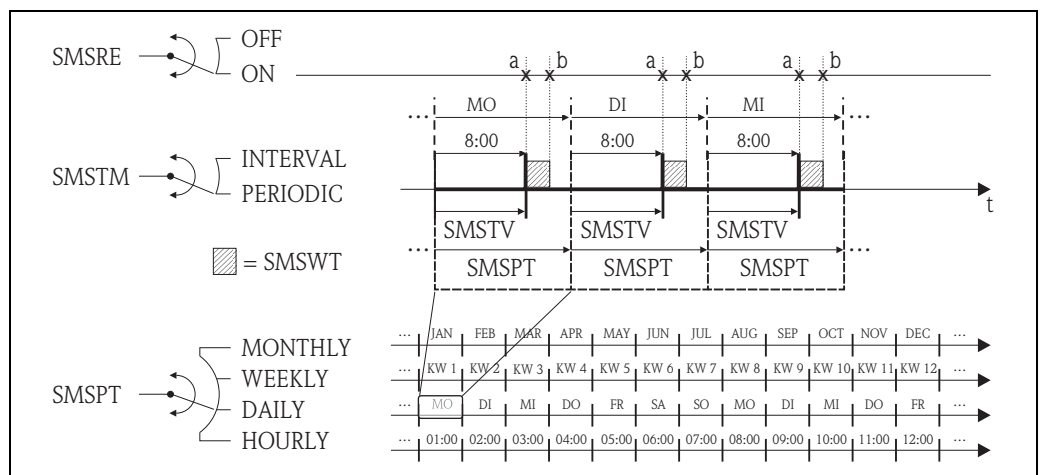 OFF
SMSRE
ON
a b a b a b
... MO DI MI ...
8:00 8:00 8:00
INTERVAL
SMSTM
PERIODIC
t
SMSTV SMSTV SMSTV
... ...
= SMSWT
SMSPT SMSPT SMSPT
MONTHLY
... JAN FEB MAR APR MAY JUN JUL AUG SEP OCT NOV DEC ...
WEEKLY
... KW 1 KW 2 KW 3 KW 4 KW 5 KW 6 KW 7 KW 8 KW 9 KW 10 KW 11 KW 12 ...
SMSPT
DAILY
... MO DI MI DO FR SA SO MO DI MI DO FR ...
HOURLY
... 01:00 02:00 03:00 04:00 05:00 06:00 07:00 08:00 09:00 10:00 11:00 12:00 ...